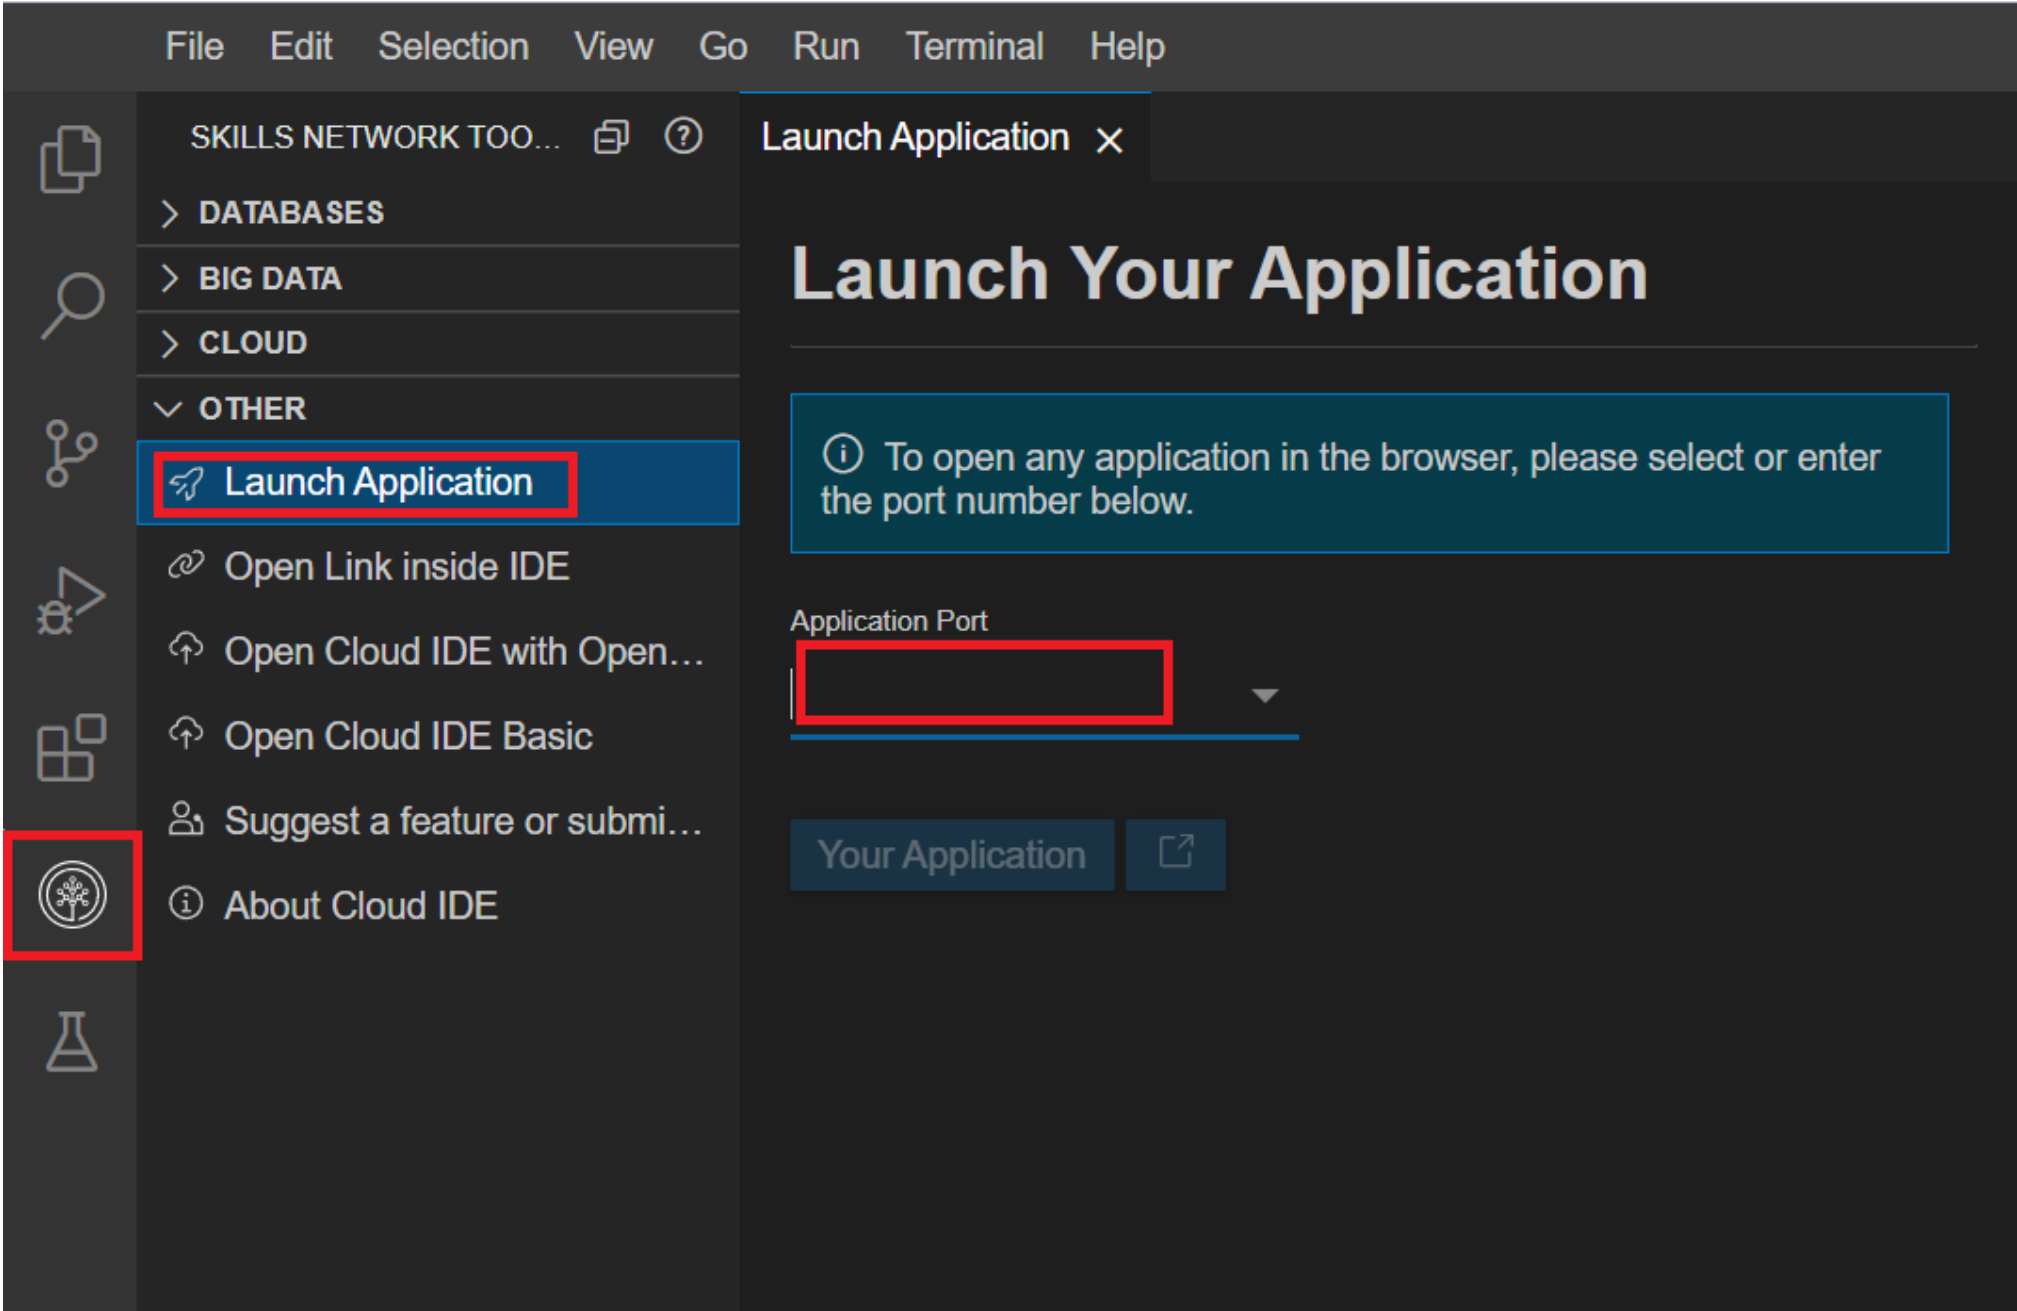 File Edit Selection View Go Run Terminal Help
SKILLS NETWORK TOO...
Launch Application
DATABASES
BIG DATA
CLOUD
OTHER
Launch Application
Open Link inside IDE
Open Cloud IDE with Open...
Open Cloud IDE Basic
Suggest a feature or submi...
About Cloud IDE
Launch Your Application
To open any application in the browser, please select or enter
the port number below.
Application Port
Your Application